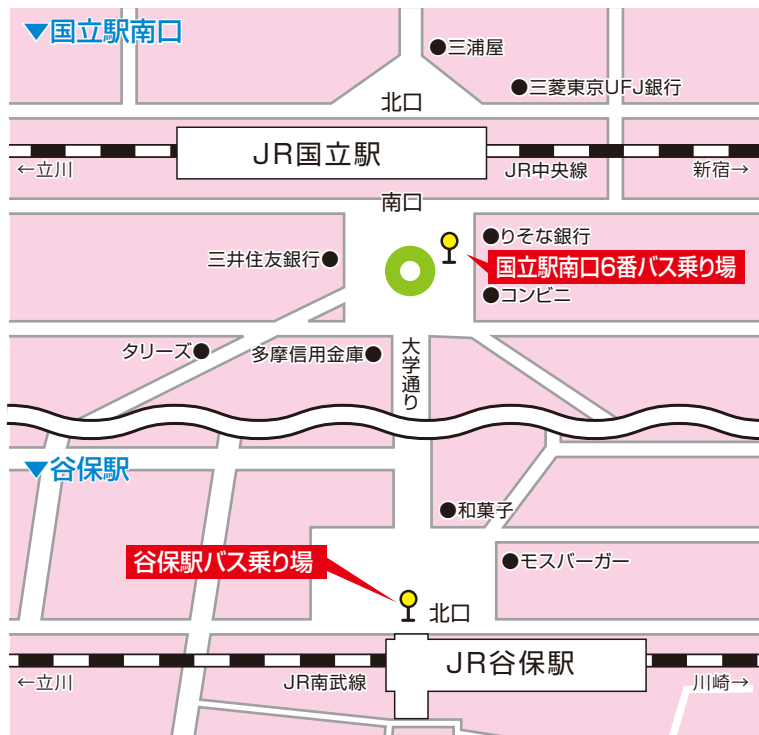 ▼国立駅南口
●三浦屋
●三菱東京UFJ銀行
北口
JR国立駅
←立川
JR中央線
新宿→
南口
●りそな銀行
三井住友銀行●
国立駅南口6番バス乗り場
●コンビニ
タリーズ●
多摩信用金庫●
大学通り
▼谷保駅
●和菓子
谷保駅バス乗り場
●モスバーガー
北口
JR谷保駅
←立川
JR南武線
川崎→